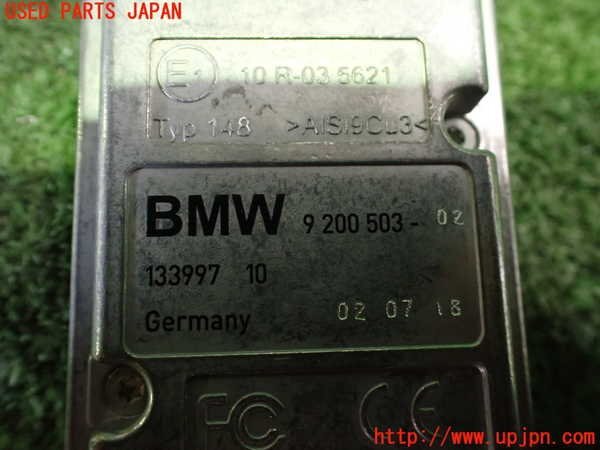 USED PARTS JAPAN
E1
10 R-03 5621
Typ 148 >AlSi9Cu3<
BMW 9 200 503- 02
133997 10
Germany 02 07 18
FC CE
http://www.upjpn.com/